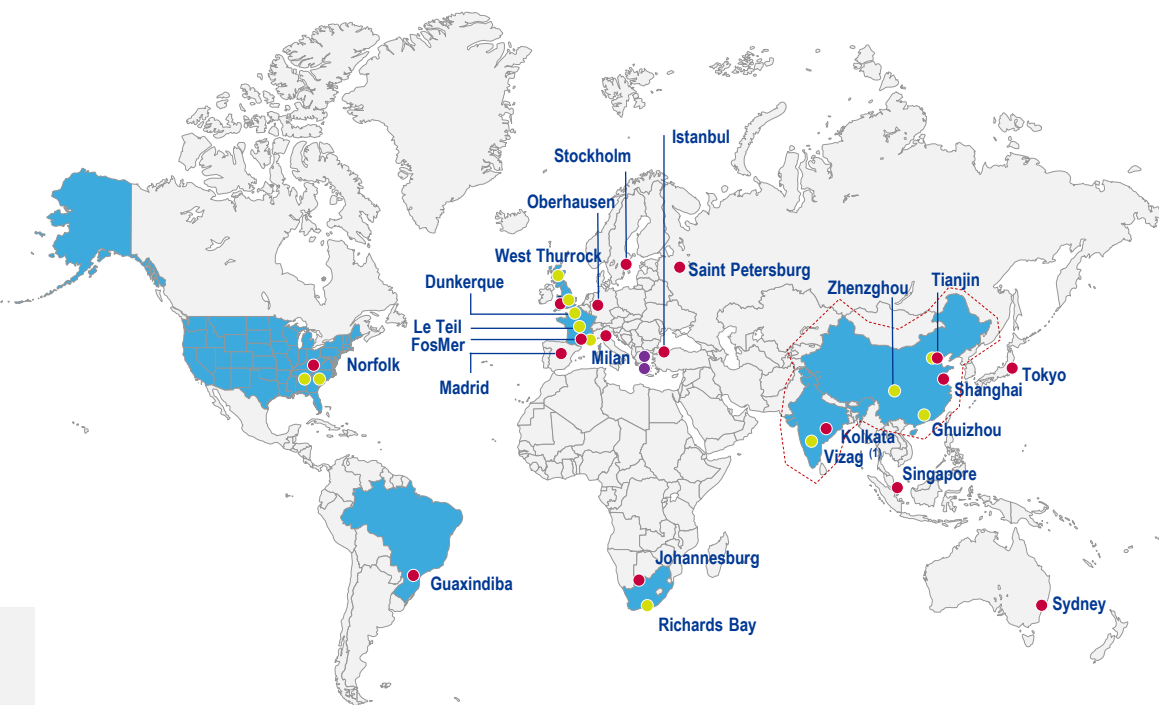 Istanbul
Stockholm
Oberhausen
West Thurrock
Saint Petersburg
Dunkerque
Zhenzghou
Tianjin
Le Teil
FosMer
Milan
Norfolk
Madrid
Tokyo
Shanghai
Ghuizhou
Kolkata
Vizag (1)
Singapore
Johannesburg
Guaxindiba
Sydney
Richards Bay